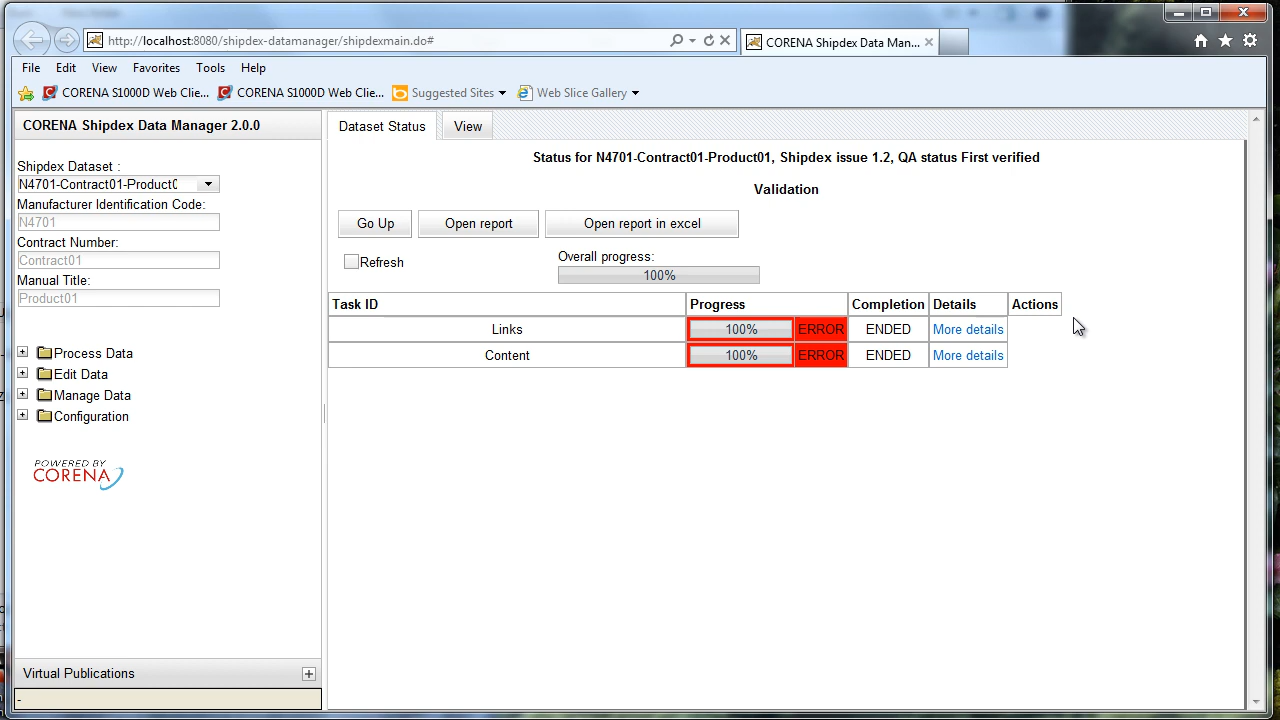 http://localhost:8080/shipdex-datamanager/shipdexmain.do#
CORENA Shipdex Data Man...
File Edit View Favorites Tools Help
CORENA S1000D Web Clie... CORENA S1000D Web Clie... Suggested Sites Web Slice Gallery
CORENA Shipdex Data Manager 2.0.0
Dataset Status View
Shipdex Dataset :
N4701-Contract01-Product0
Manufacturer Identification Code:
N4701
Contract Number:
Contract01
Manual Title:
Product01
Process Data
Edit Data
Manage Data
Configuration
POWERED BY
CORENA
Virtual Publications
-
Status for N4701-Contract01-Product01, Shipdex issue 1.2, QA status First verified
Validation
Go Up Open report Open report in excel
Refresh
Overall progress:
100%
Task ID Progress Completion Details Actions
Links 100% ERROR ENDED More details
Content 100% ERROR ENDED More details